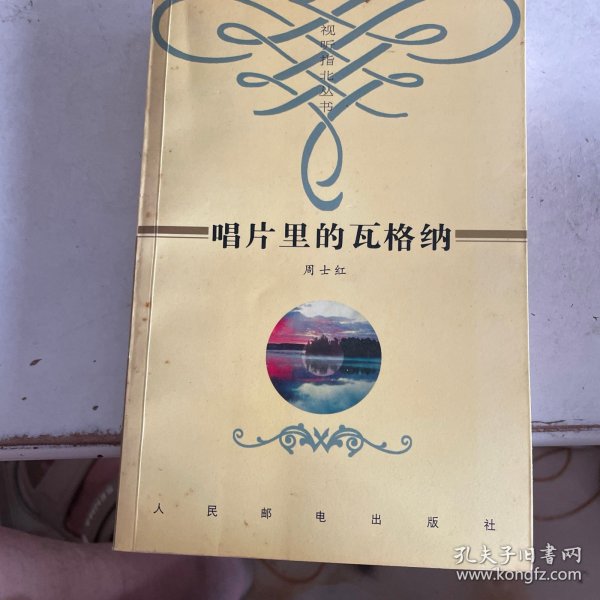 视听指北丛书
唱片里的瓦格纳
周士红
人民邮电出版社
孔夫子旧书网
www.kongfz.com